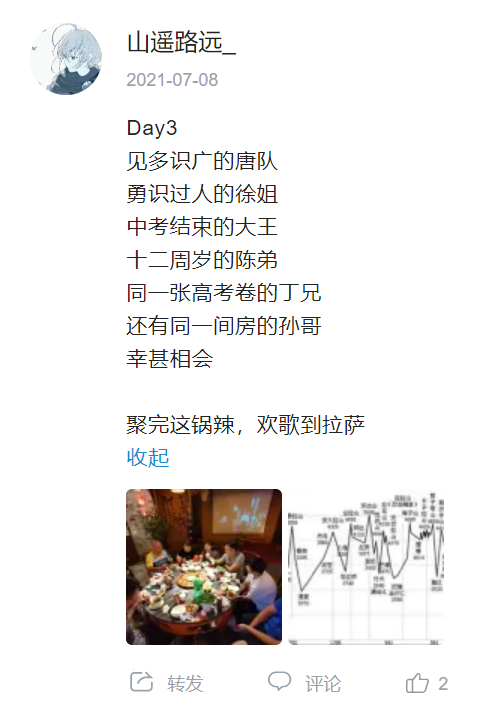 山遥路远_
2021-07-08
Day3
见多识广的唐队
勇识过人的徐姐
中考结束的大王
十二周岁的陈弟
同一张高考卷的丁兄
还有同一间房的孙哥
幸甚相会
聚完这锅辣，欢歌到拉萨
收起
转发
评论
2